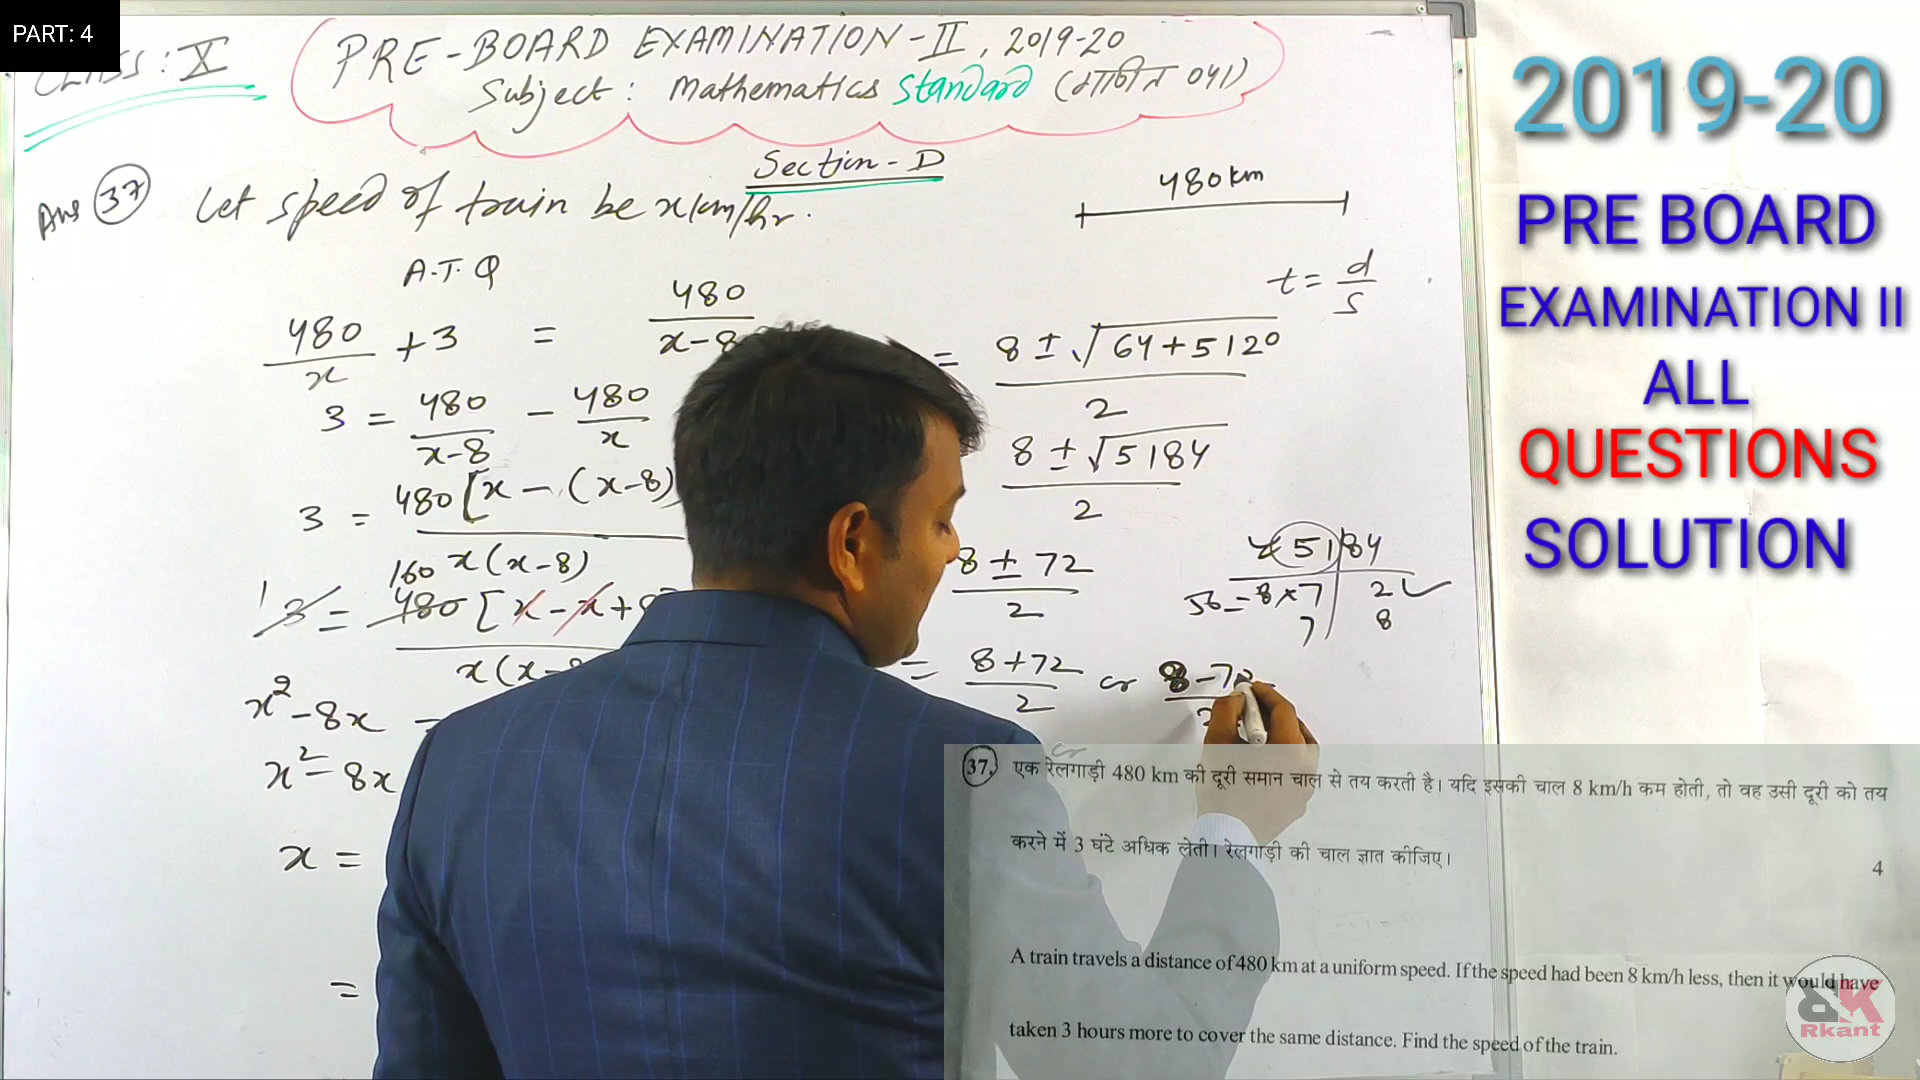 PART: 4
CLASS: X
PRE-BOARD EXAMINATION-II, 2019-20
Subject: Mathematics Standard (गणित 041)
Section-D
Ans 37 Let speed of train be x km/hr.
480 km
t = d/s
A.T.Q
480/x + 3 = 480/x-8
3 = 480/x-8 - 480/x
3 = 480[x - (x-8)
x(x-8)
160
1 3 = 480[x - x + 8
x(x-
x² - 8x
x² - 8x
x =
=
= 8 ± √64+5120
2
8 ± √5184
2
8 ± 72
2
= 8+72/2 or 8-72/2
5184
56 = 8×7 2
7 8
2019-20
PRE BOARD
EXAMINATION II
ALL
QUESTIONS
SOLUTION
37. एक रेलगाड़ी 480 km की दूरी समान चाल से तय करती है। यदि इसकी चाल 8 km/h कम होती, तो वह उसी दूरी को तय
करने में 3 घंटे अधिक लेती। रेलगाड़ी की चाल ज्ञात कीजिए।
4
A train travels a distance of 480 km at a uniform speed. If the speed had been 8 km/h less, then it would have
taken 3 hours more to cover the same distance. Find the speed of the train.
RK
Rkant